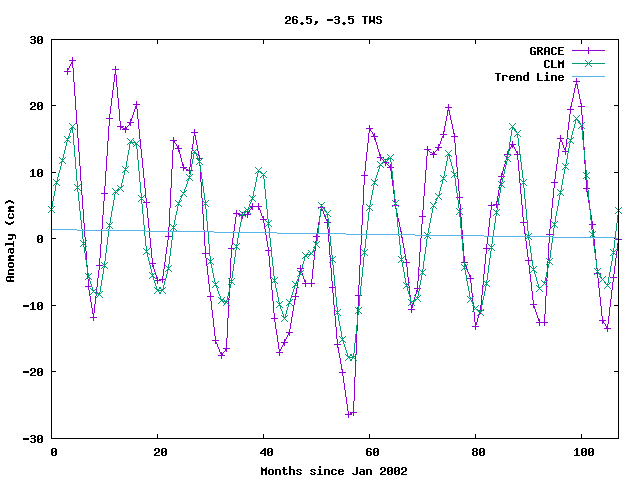 26.5, -3.5 TWS
GRACE
CLM
Trend Line
30
20
10
0
-10
-20
-30
Anomaly (cm)
0 20 40 60 80 100
Months since Jan 2002